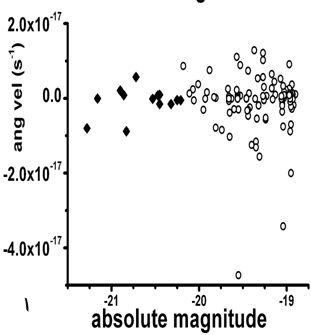 2.0x10⁻¹⁷
0.0
-2.0x10⁻¹⁷
-4.0x10⁻¹⁷
ang vel (s⁻¹)
-21 -20 -19
absolute magnitude